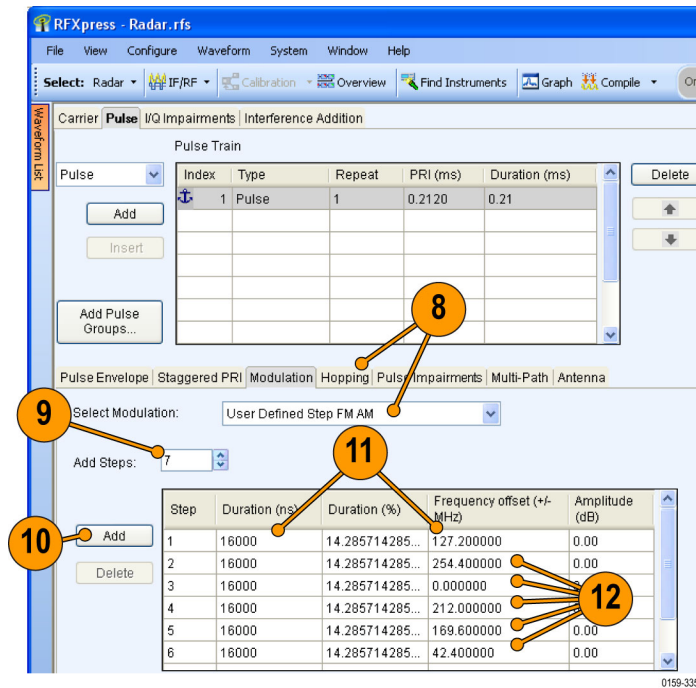 RFXpress - Radar.rfs
File View Configure Waveform System Window Help
Select: Radar IF/RF Calibration Overview Find Instruments Graph Compile
Waveform List
Carrier Pulse I/Q Impairments Interference Addition
Pulse Train
Pulse
Add
Insert
Add Pulse Groups...
Index Type Repeat PRI (ms) Duration (ms)
1 Pulse 1 0.2120 0.21
Delete
8
Pulse Envelope Staggered PRI Modulation Hopping Pulse Impairments Multi-Path Antenna
9
Select Modulation: User Defined Step FM AM
Add Steps: 7
11
10
Add
Delete
Step Duration (ns) Duration (%) Frequency offset (+/- MHz) Amplitude (dB)
1 16000 14.285714285... 127.200000 0.00
2 16000 14.285714285... 254.400000 0.00
3 16000 14.285714285... 0.000000
4 16000 14.285714285... 212.000000
5 16000 14.285714285... 169.600000 0.00
6 16000 14.285714285... 42.400000 0.00
12